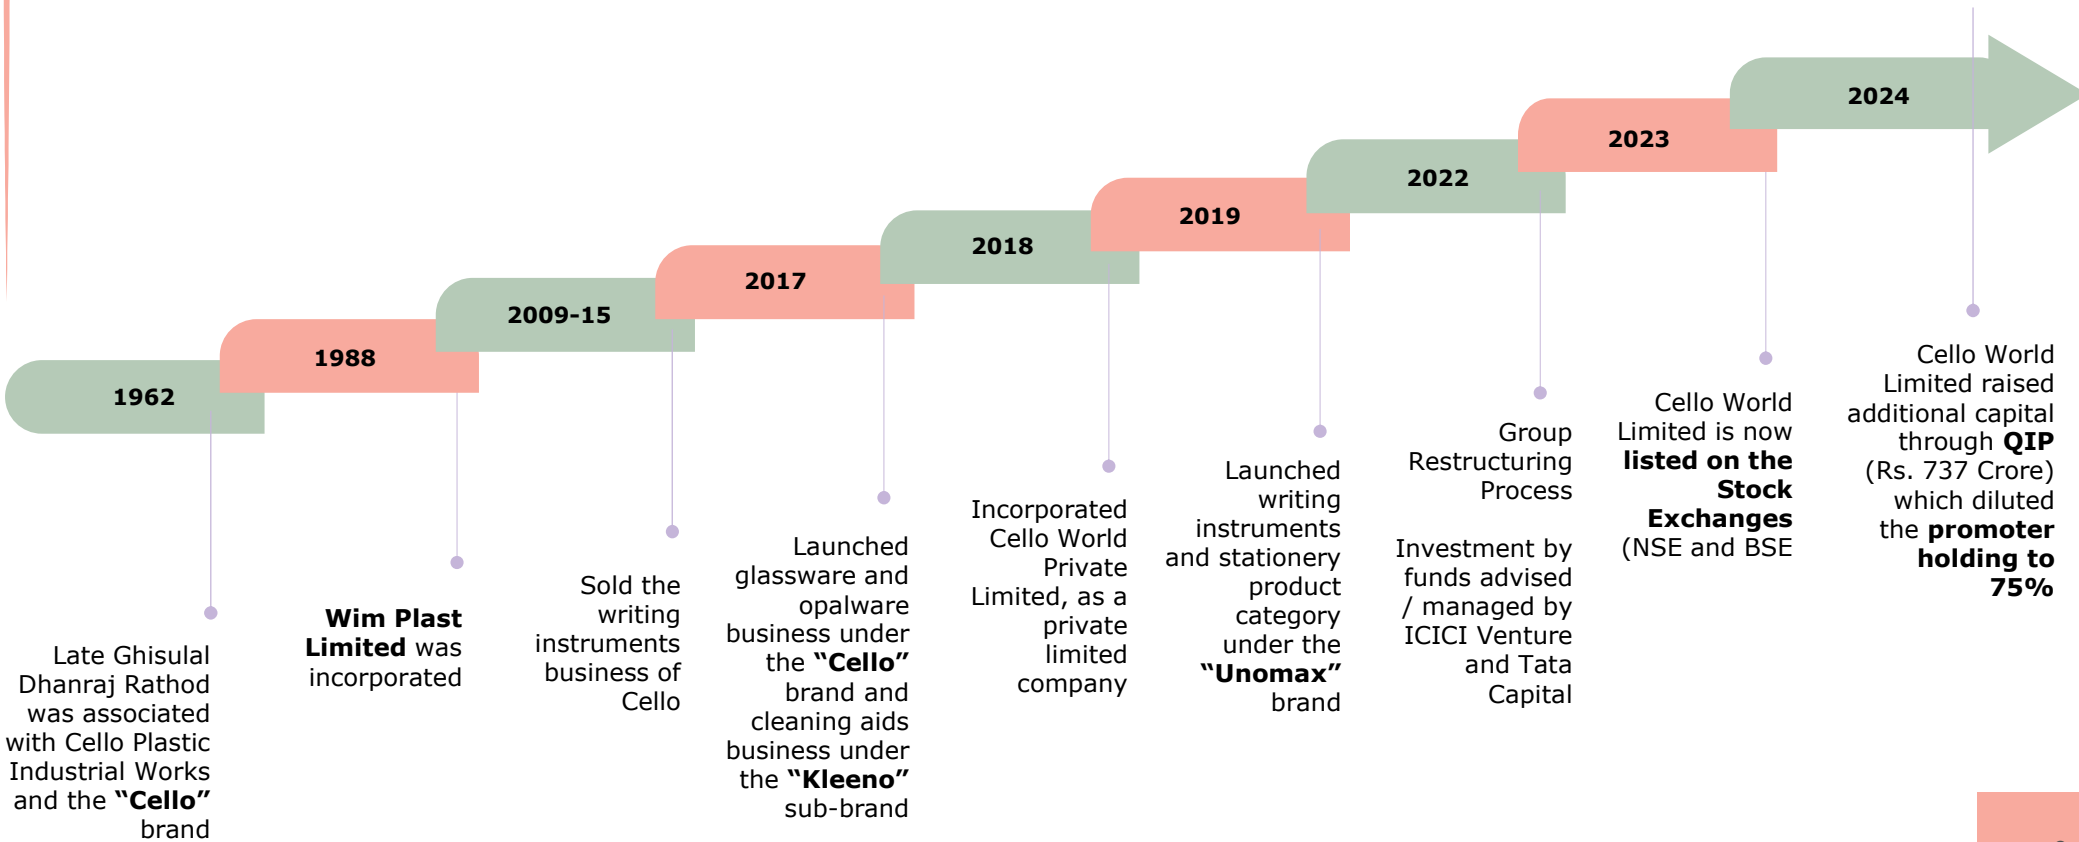 1962
Late Ghisulal
Dhanraj Rathod
was associated
with Cello Plastic
Industrial Works
and the “Cello”
brand
1988
Wim Plast
Limited was
incorporated
2009-15
Sold the
writing
instruments
business of
Cello
2017
Launched
glassware and
opalware
business under
the “Cello”
brand and
cleaning aids
business under
the “Kleeno”
sub-brand
2018
Incorporated
Cello World
Private
Limited, as a
private
limited
company
2019
Launched
writing
instruments
and stationery
product
category
under the
“Unomax”
brand
2022
Group
Restructuring
Process
Investment by
funds advised
/ managed by
ICICI Venture
and Tata
Capital
2023
Cello World
Limited is now
listed on the
Stock
Exchanges
(NSE and BSE
2024
Cello World
Limited raised
additional capital
through QIP
(Rs. 737 Crore)
which diluted
the promoter
holding to
75%